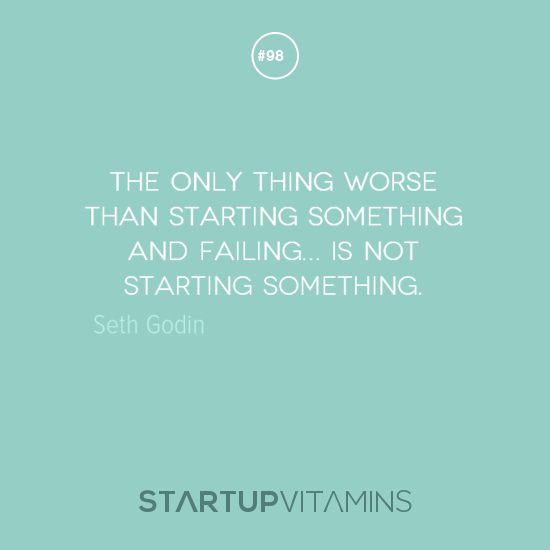 #98
THE ONLY THING WORSE
THAN STARTING SOMETHING
AND FAILING... IS NOT
STARTING SOMETHING.
Seth Godin
STARTUPVITAMINS